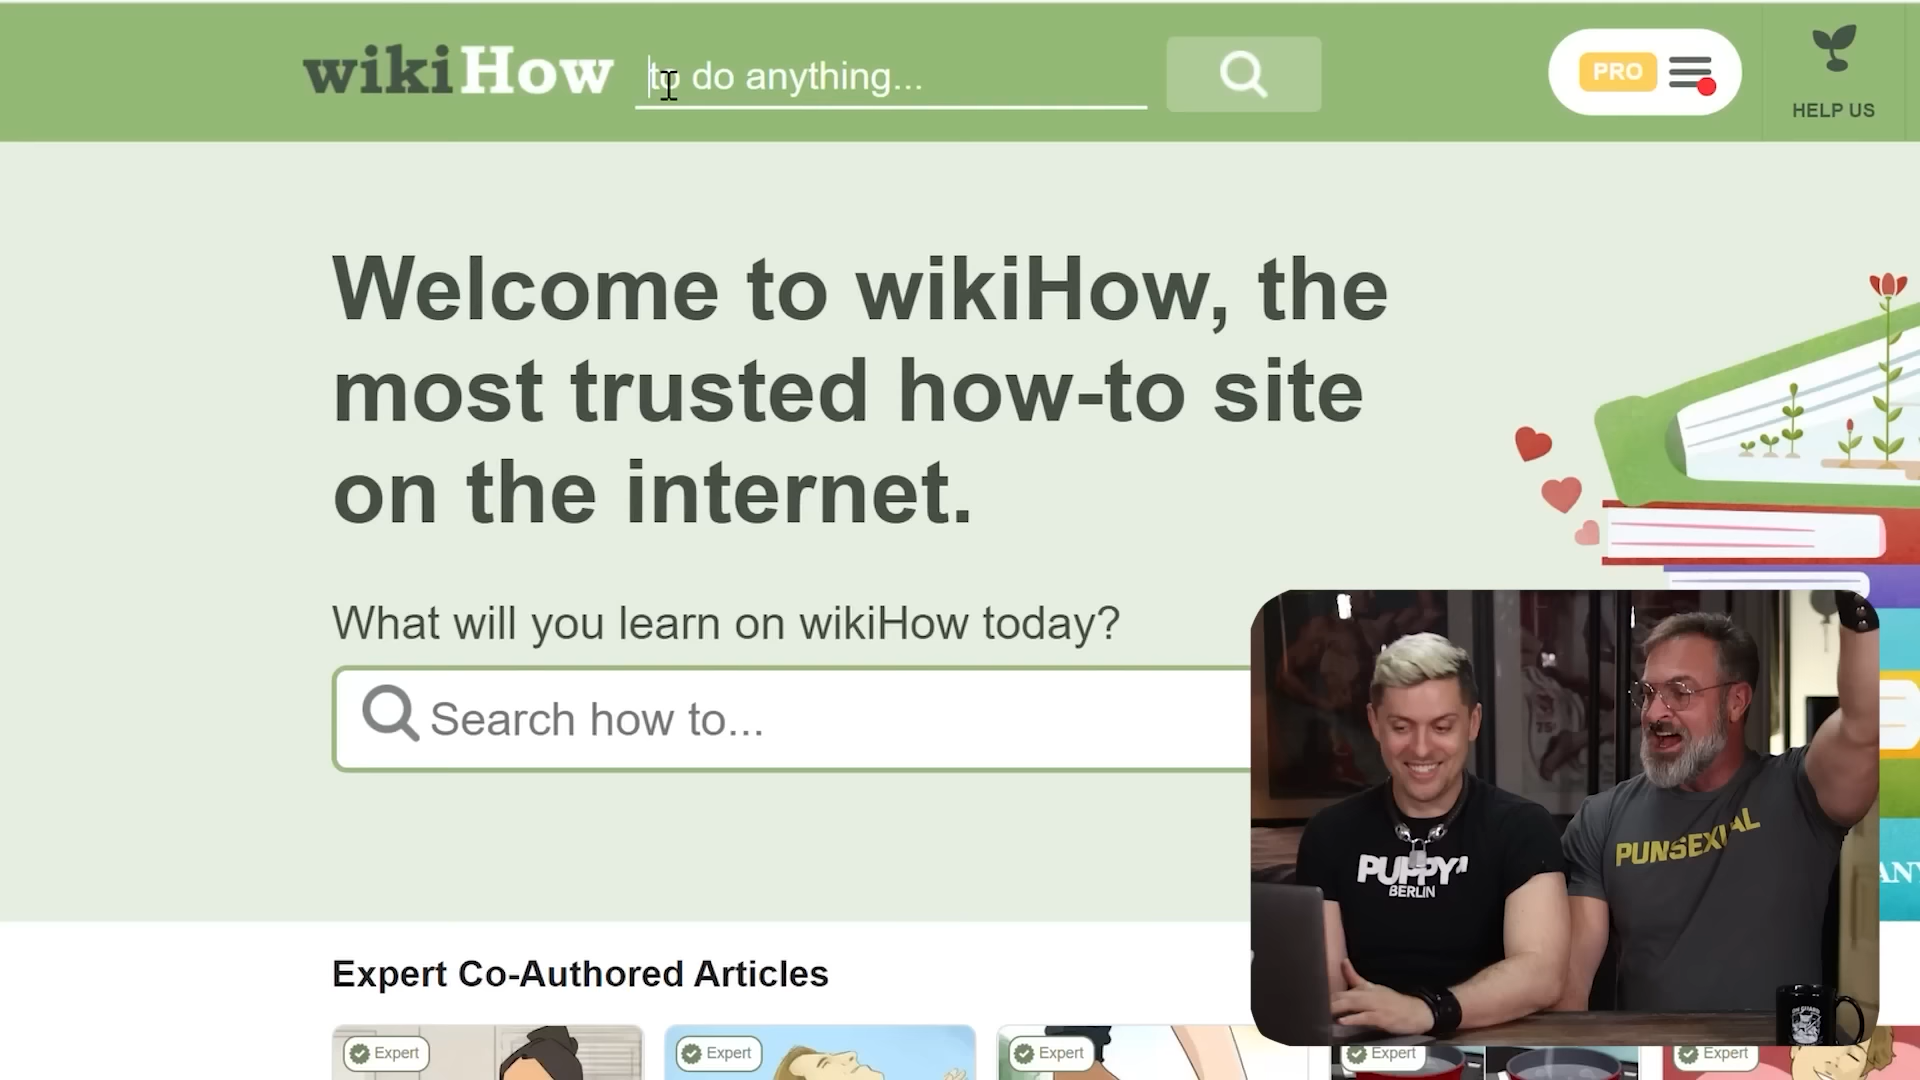 wikiHow to do anything...
PRO
HELP US
Welcome to wikiHow, the
most trusted how-to site
on the internet.
What will you learn on wikiHow today?
Search how to...
PUPPY
BERLIN
PUNSEXUAL
ANY
Expert Co-Authored Articles
Expert
Expert
Expert
Expert
Expert